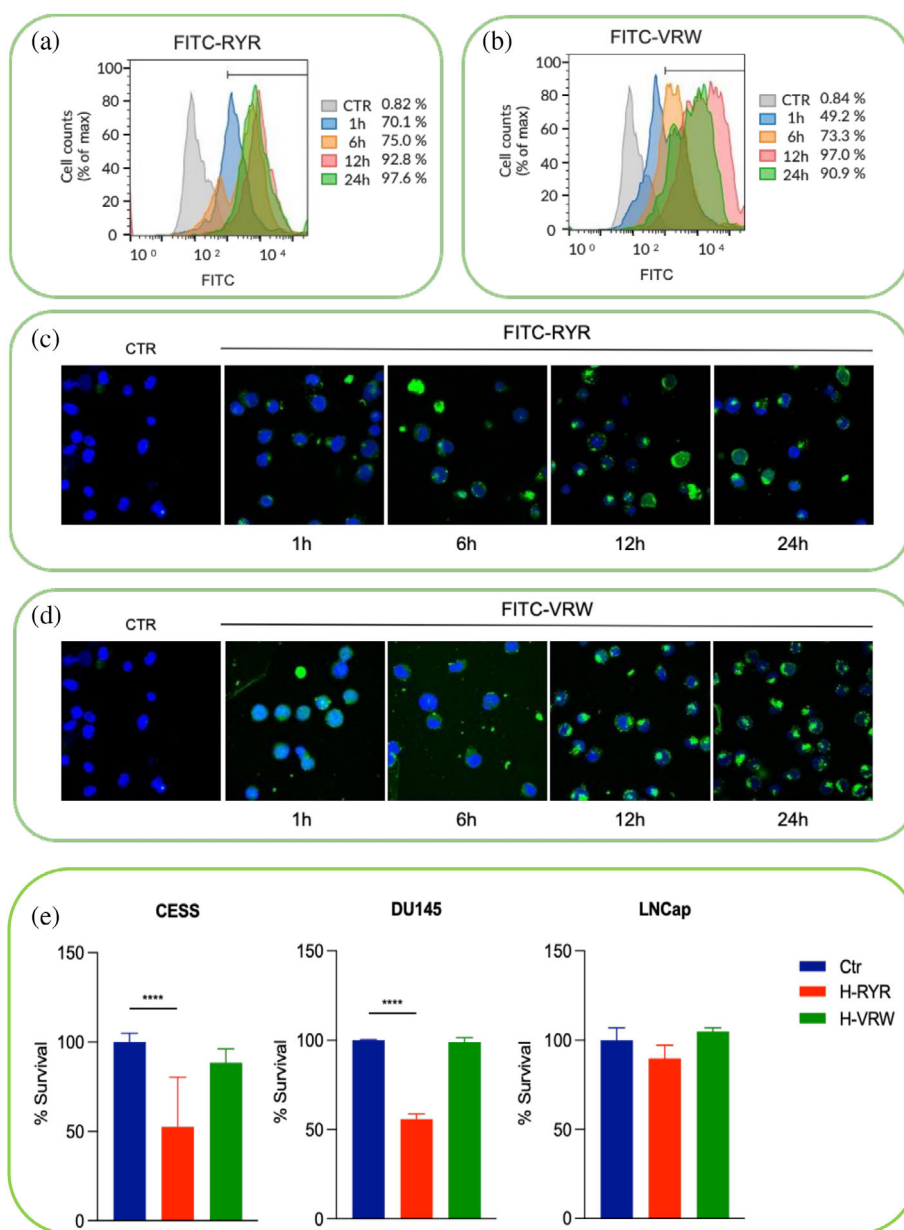 (a)
FITC-RYR
Cell counts
(% of max)
100
80
60
40
20
0
10 0
10 2
10 4
FITC
CTR 0.82 %
1h 70.1 %
6h 75.0 %
12h 92.8 %
24h 97.6 %
(b)
FITC-VRW
Cell counts
(% of max)
100
80
60
40
20
0
10 0
10 2
10 4
FITC
CTR 0.84 %
1h 49.2 %
6h 73.3 %
12h 97.0 %
24h 90.9 %
(c)
FITC-RYR
CTR
1h 6h 12h 24h
(d)
FITC-VRW
CTR
1h 6h 12h 24h
(e)
CESS
% Survival
150
100
50
0
****
DU145
% Survival
150
100
50
0
****
LNCap
% Survival
150
100
50
0
Ctr
H-RYR
H-VRW